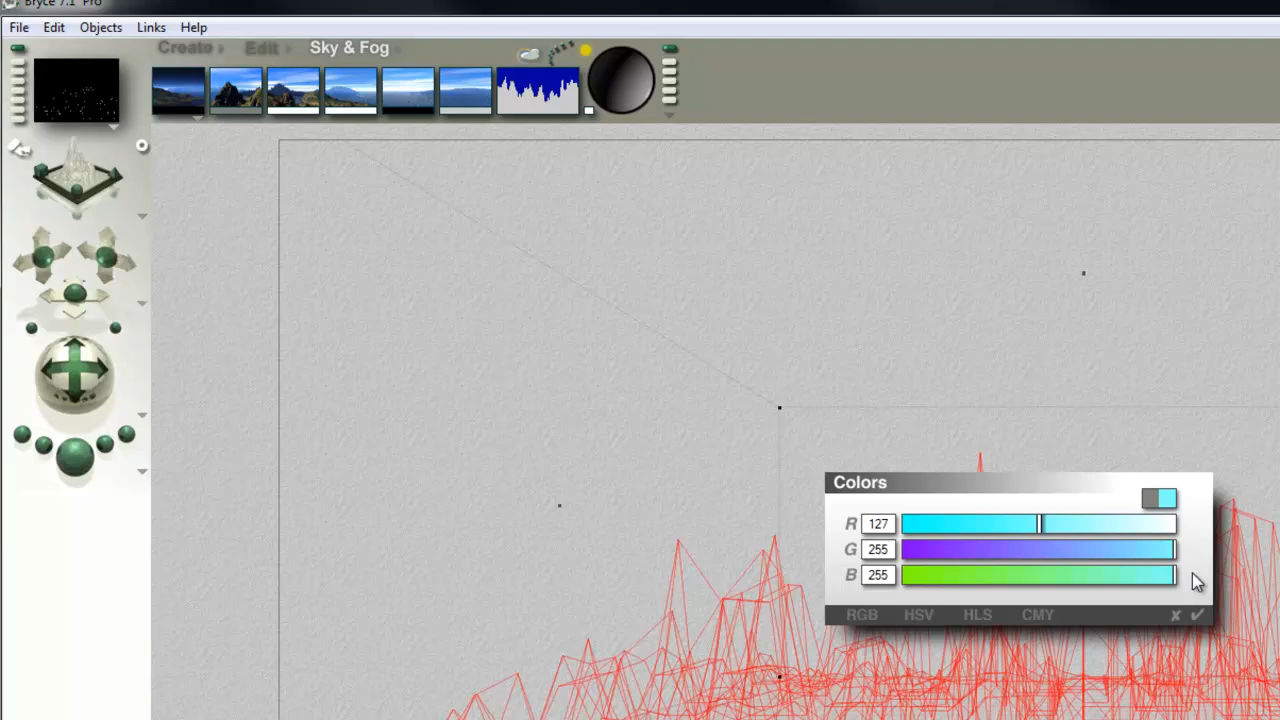 Bryce 7.1 Pro
File Edit Objects Links Help
Create Edit Sky & Fog
Colors
R 127
G 255
B 255
RGB HSV HLS CMY